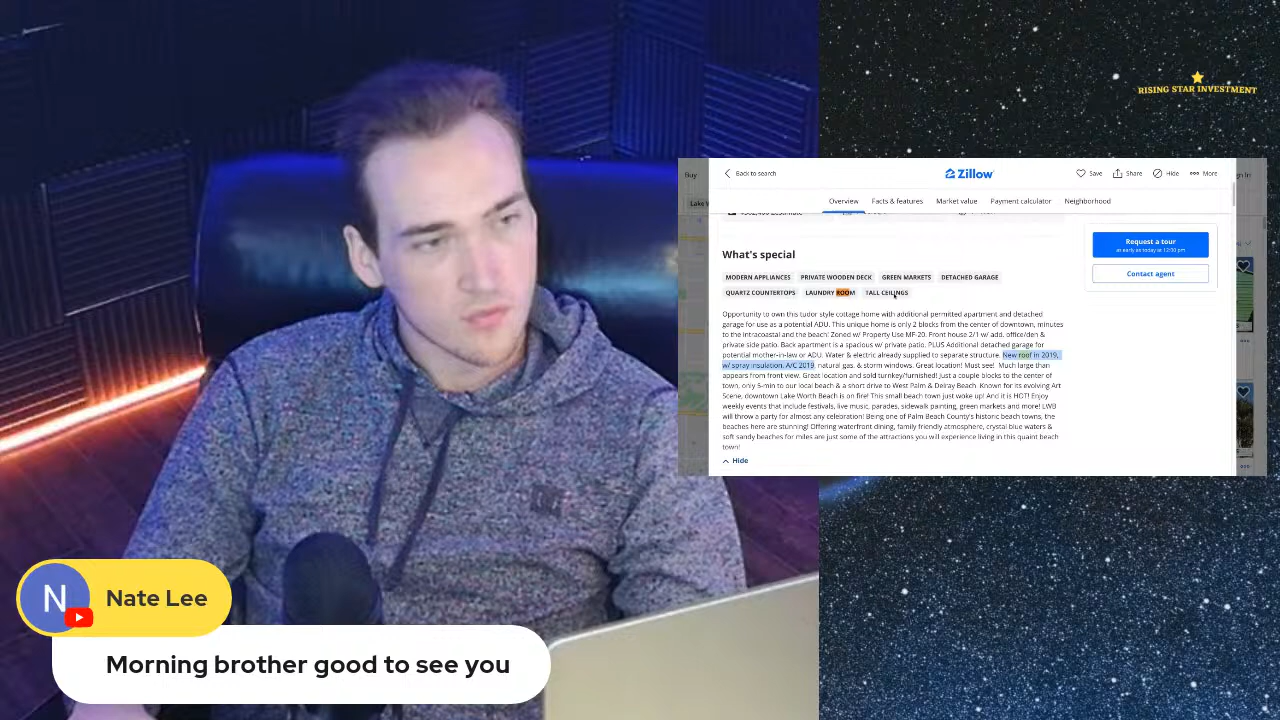 RISING STAR INVESTMENT
Buy
Back to search
Zillow
Save
Share
Hide
More
Overview
Facts & features
Market value
Payment calculator
Neighborhood
Request a tour
as early as today at 12:30 pm
Contact agent
What's special
MODERN APPLIANCES
PRIVATE WOODEN DECK
GREEN MARKETS
DETACHED GARAGE
QUARTZ COUNTERTOPS
LAUNDRY ROOM
TALL CEILINGS
Opportunity to own this tudor style cottage home with additional permitted apartment and detached
garage for use as a potential ADU. This unique home is only 2 blocks from the center of downtown, minutes
to the intracoastal and the beach! Zoned w/ Property Use MF-20. Front house 2/1 w/ add. office/den &
private side patio. Back apartment is a spacious w/ private patio. PLUS Additional detached garage for
potential mother-in-law or ADU. Water & electric already supplied to separate structure. New roof in 2019,
w/ spray insulation, A/C 2019, natural gas, & storm windows. Great location! Must see! Much large than
appears from front view. Great location and sold turnkey/furnished! Just a couple blocks to the center of
town, only 5-min to our local beach & a short drive to West Palm & Delray Beach. Known for its evolving Art
Scene, downtown Lake Worth Beach is on fire! This small beach town just woke up! And it is HOT! Enjoy
weekly events that include festivals, live music, parades, sidewalk painting, green markets and more! LWB
will throw a party for almost any celebration! Being one of Palm Beach County's historic beach towns, the
beaches here are stunning! Offering waterfront dining, family friendly atmosphere, crystal blue waters &
soft sandy beaches for miles are just some of the attractions you will experience living in this quaint beach
town!
Hide
N
Nate Lee
Morning brother good to see you